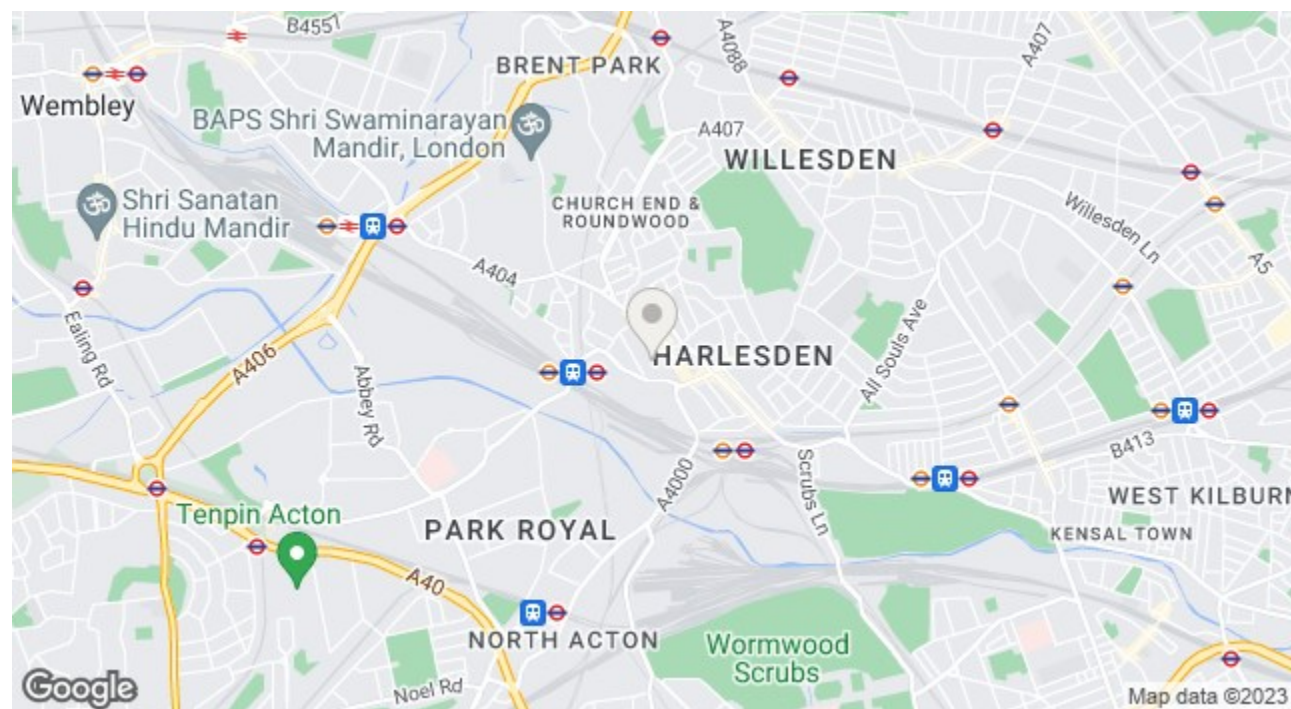 B4557
A4088
A407
BRENT PARK
Wembley
BAPS Shri Swaminarayan
Mandir, London
A407
WILLESDEN
Shri Sanatan
Hindu Mandir
CHURCH END &
ROUNDWOOD
Willesden Ln
A5
A404
Ealing Rd
A406
Abbey Rd
HARLESDEN
All Souls Ave
B413
A4000
Scrubs Ln
WEST KILBURN
Tenpin Acton
PARK ROYAL
KENSAL TOWN
A40
NORTH ACTON
Wormwood
Scrubs
Noel Rd
Google
Map data ©2023